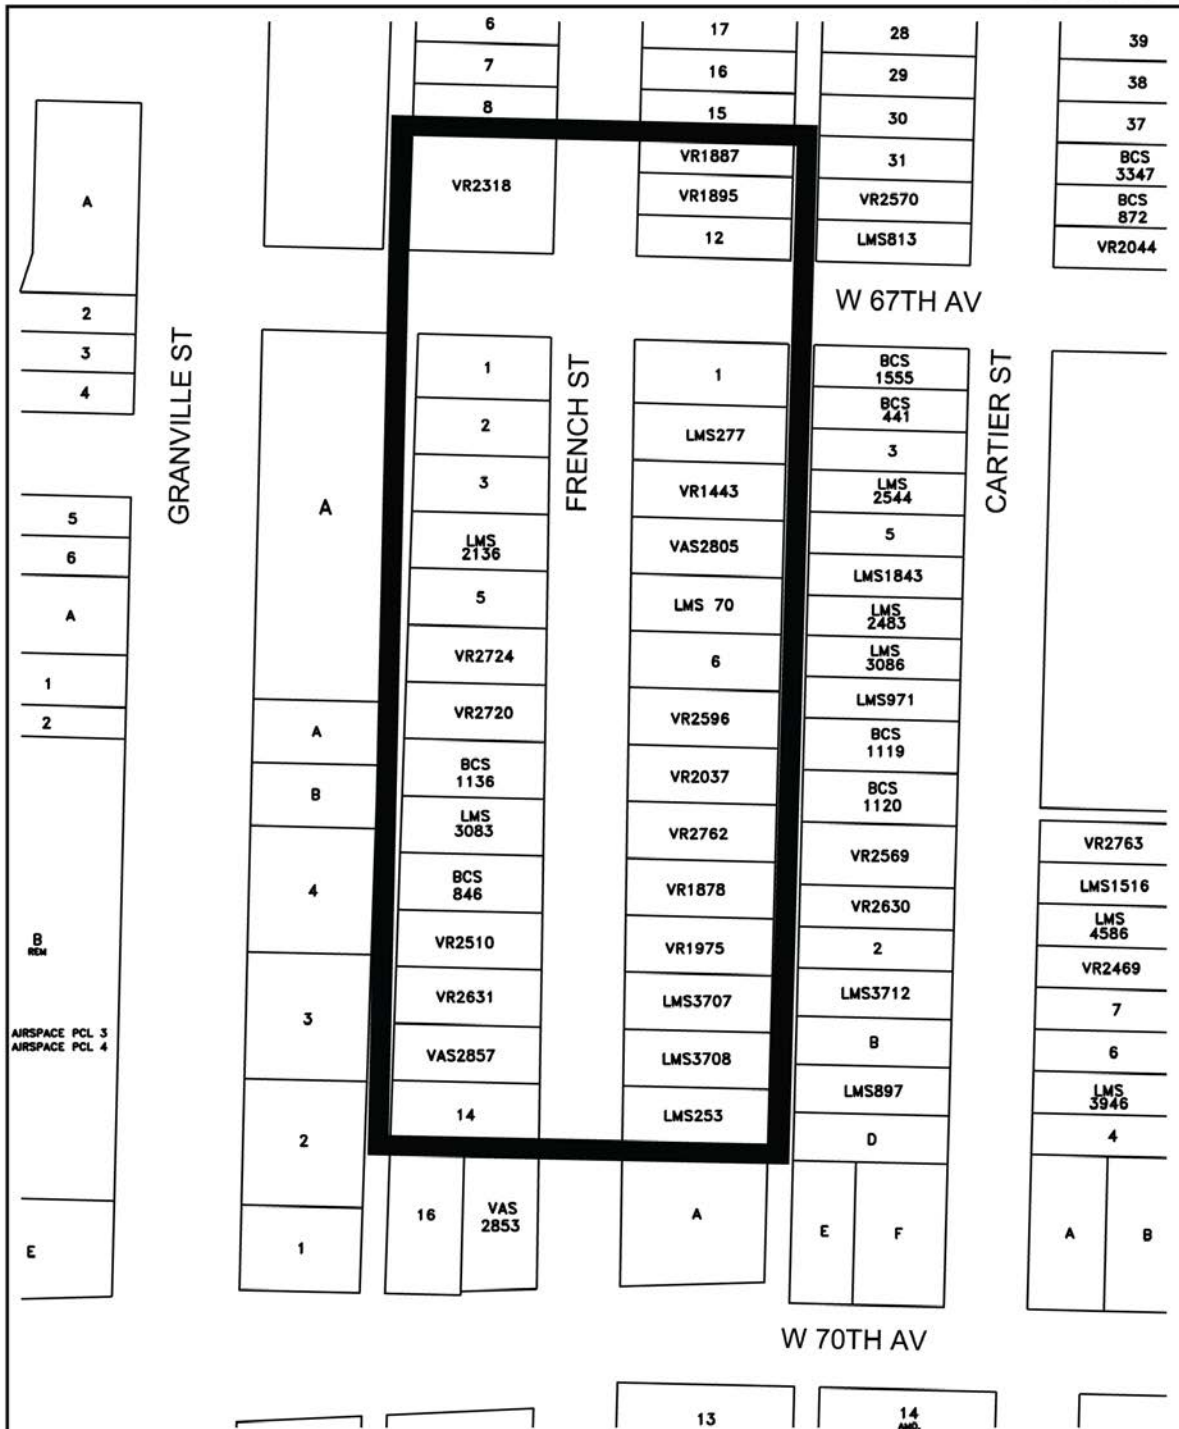 6
7
8
VR2318
17
16
15
VR1887
VR1895
12
28
29
30
31
VR2570
LMS813
39
38
37
BCS
3347
BCS
872
VR2044
A
2
3
4
W 67TH AV
GRANVILLE ST
FRENCH ST
CARTIER ST
5
6
A
1
2
B
REM
AIRSPACE PCL 3
AIRSPACE PCL 4
E
A
A
B
4
3
2
1
1
2
3
LMS
2136
5
VR2724
VR2720
BCS
1136
LMS
3083
BCS
846
VR2510
VR2631
VAS2857
14
16
VAS
2853
1
LMS277
VR1443
VAS2805
LMS 70
6
VR2596
VR2037
VR2762
VR1878
VR1975
LMS3707
LMS3708
LMS253
A
BCS
1555
BCS
441
3
LMS
2544
5
LMS1843
LMS
2483
LMS
3086
LMS971
BCS
1119
BCS
1120
VR2569
VR2630
2
LMS3712
B
LMS897
D
E
F
VR2763
LMS1516
LMS
4586
VR2469
7
6
LMS
3946
4
A
B
W 70TH AV
13
14
AMD.